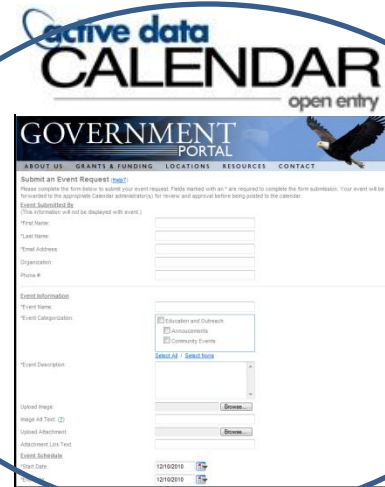 active data
CALENDAR
open entry
GOVERNMENT
PORTAL
ABOUT US GRANTS & FUNDING LOCATIONS RESOURCES CONTACT
Submit an Event Request (Help?)
Please complete the form below to submit your event request. Fields marked with an * are required to complete the form submission. Your event will be
forwarded to the appropriate Calendar administrator(s) for review and approval before being posted to the calendar.
Event Submitted By
(This information will not be displayed with event.)
*First Name:
*Last Name:
*Email Address:
Organization:
Phone #:
Event Information
*Event Name:
*Event Categorization:
Education and Outreach
Annoucements
Community Events
Select All / Select None
*Event Description:
Upload Image: Browse...
Image Alt Text: (?)
Upload Attachment: Browse...
Attachment Link Text:
Event Schedule
*Start Date: 12/10/2010
12/10/2010